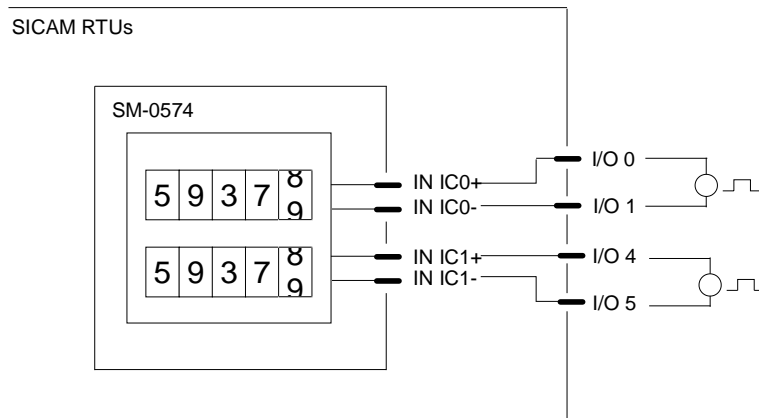 SICAM RTUs
SM-0574
5 9 3 7 8 9
IN IC0+
I/O 0
IN IC0-
I/O 1
5 9 3 7 8 9
IN IC1+
I/O 4
IN IC1-
I/O 5